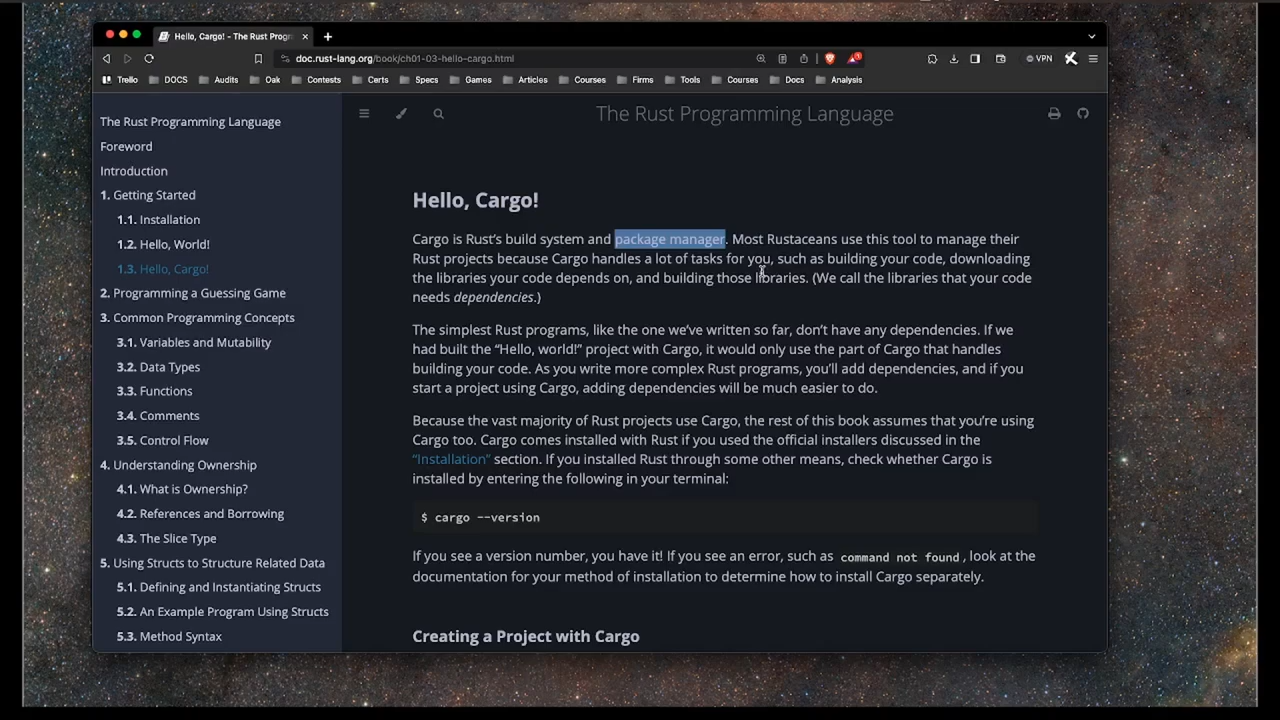 Hello, Cargo! - The Rust Progr
doc.rust-lang.org/book/ch01-03-hello-cargo.html
VPN
Trello DOCS Audits Oak Contests Certs Specs Games Articles Courses Firms Tools Courses Docs Analysis
The Rust Programming Language
Foreword
Introduction
1. Getting Started
1.1. Installation
1.2. Hello, World!
1.3. Hello, Cargo!
2. Programming a Guessing Game
3. Common Programming Concepts
3.1. Variables and Mutability
3.2. Data Types
3.3. Functions
3.4. Comments
3.5. Control Flow
4. Understanding Ownership
4.1. What is Ownership?
4.2. References and Borrowing
4.3. The Slice Type
5. Using Structs to Structure Related Data
5.1. Defining and Instantiating Structs
5.2. An Example Program Using Structs
5.3. Method Syntax
The Rust Programming Language
Hello, Cargo!
Cargo is Rust’s build system and package manager. Most Rustaceans use this tool to manage their
Rust projects because Cargo handles a lot of tasks for you, such as building your code, downloading
the libraries your code depends on, and building those libraries. (We call the libraries that your code
needs dependencies.)
The simplest Rust programs, like the one we’ve written so far, don’t have any dependencies. If we
had built the “Hello, world!” project with Cargo, it would only use the part of Cargo that handles
building your code. As you write more complex Rust programs, you’ll add dependencies, and if you
start a project using Cargo, adding dependencies will be much easier to do.
Because the vast majority of Rust projects use Cargo, the rest of this book assumes that you’re using
Cargo too. Cargo comes installed with Rust if you used the official installers discussed in the
“Installation” section. If you installed Rust through some other means, check whether Cargo is
installed by entering the following in your terminal:
$ cargo --version
If you see a version number, you have it! If you see an error, such as command not found, look at the
documentation for your method of installation to determine how to install Cargo separately.
Creating a Project with Cargo